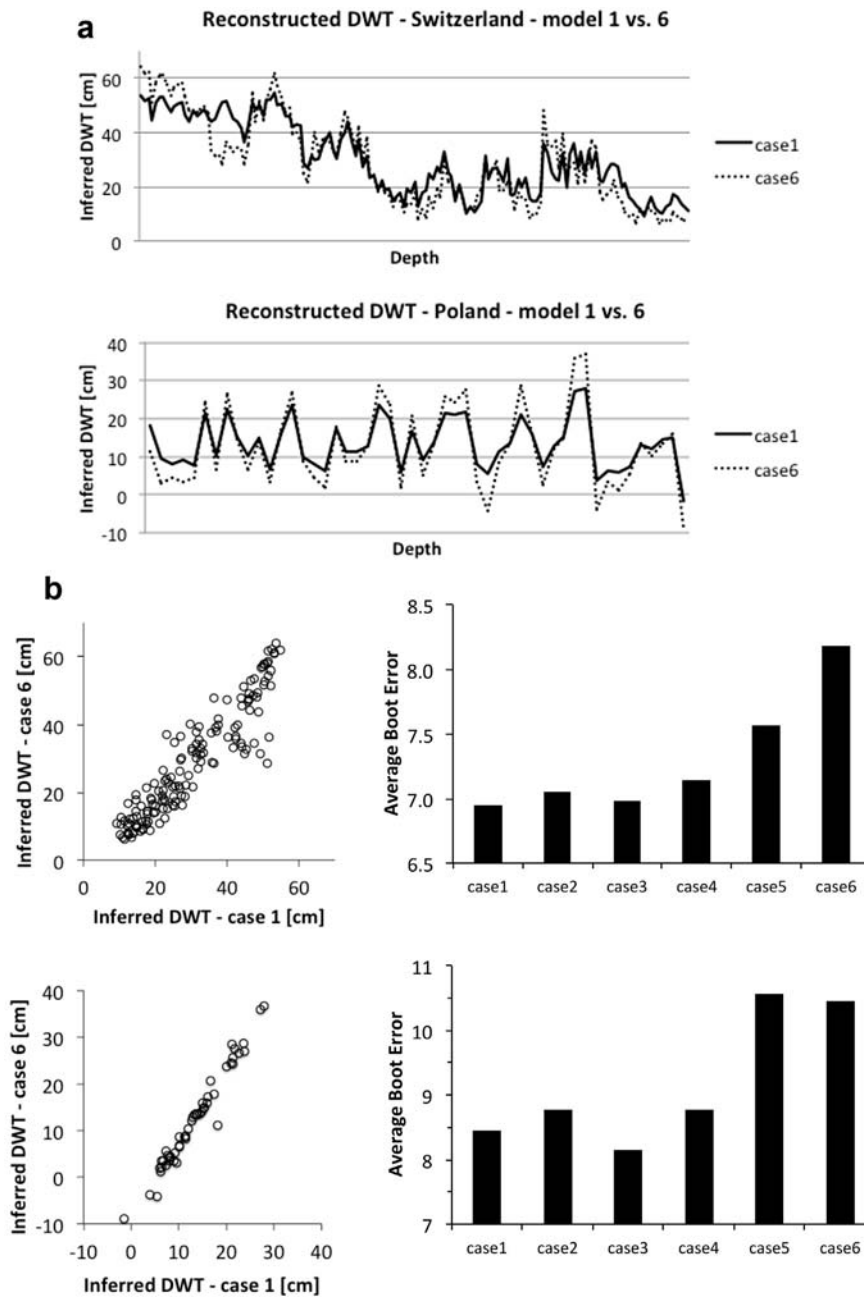 a
Reconstructed DWT - Switzerland - model 1 vs. 6
Inferred DWT [cm]
60
40
20
0
Depth
case1
case6
Reconstructed DWT - Poland - model 1 vs. 6
Inferred DWT [cm]
40
30
20
10
0
-10
Depth
case1
case6
b
Inferred DWT - case 6 [cm]
60
40
20
0
0 20 40 60
Inferred DWT - case 1 [cm]
Average Boot Error
8.5
8.0
7.5
7.0
6.5
case1 case2 case3 case4 case5 case6
Inferred DWT - case 6 [cm]
40
30
20
10
0
-10
-10 0 10 20 30 40
Inferred DWT - case 1 [cm]
Average Boot Error
11
10
9
8
7
case1 case2 case3 case4 case5 case6